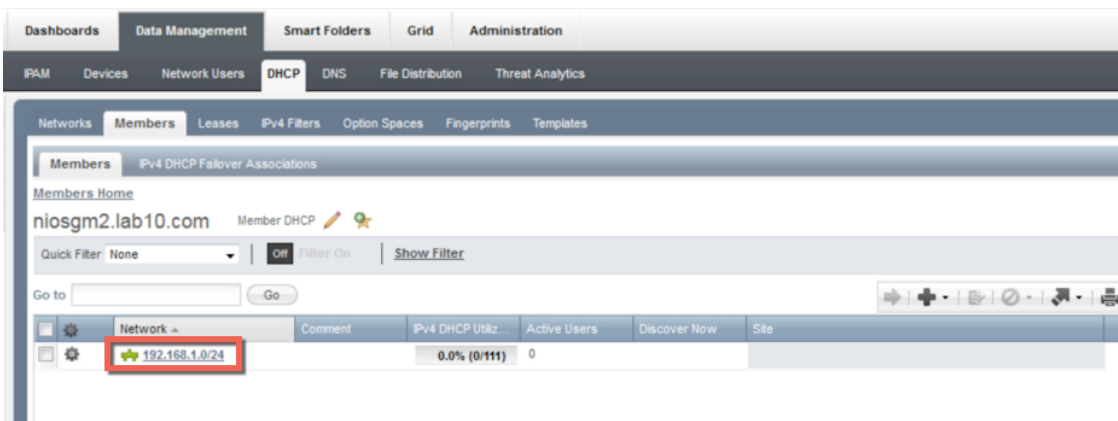 Dashboards Data Management Smart Folders Grid Administration
IPAM Devices Network Users DHCP DNS File Distribution Threat Analytics
Networks Members Leases IPv4 Filters Option Spaces Fingerprints Templates
Members IPv4 DHCP Failover Associations
Members Home
niosgm2.lab10.com Member DHCP
Quick Filter None Off Filter On Show Filter
Go to Go
Network Comment IPv4 DHCP Utiliz... Active Users Discover Now Site
192.168.1.0/24 0.0% (0/111) 0